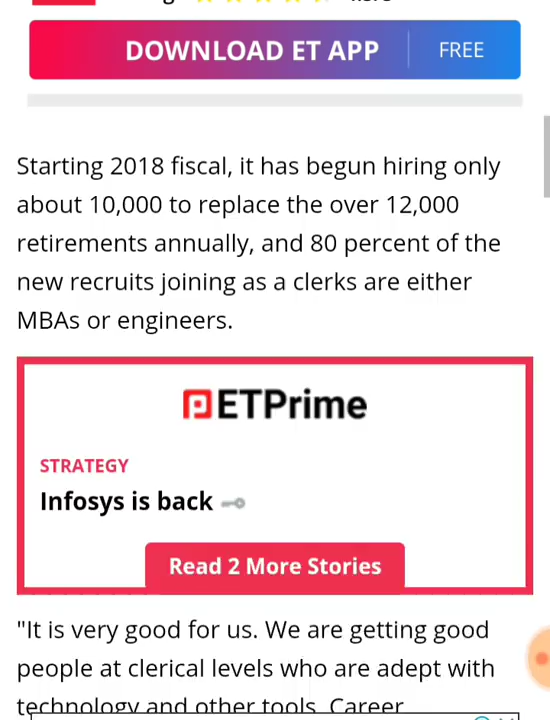 DOWNLOAD ET APP FREE
Starting 2018 fiscal, it has begun hiring only
about 10,000 to replace the over 12,000
retirements annually, and 80 percent of the
new recruits joining as a clerks are either
MBAs or engineers.
ETPrime
STRATEGY
Infosys is back
Read 2 More Stories
"It is very good for us. We are getting good
people at clerical levels who are adept with
technology and other tools. Career